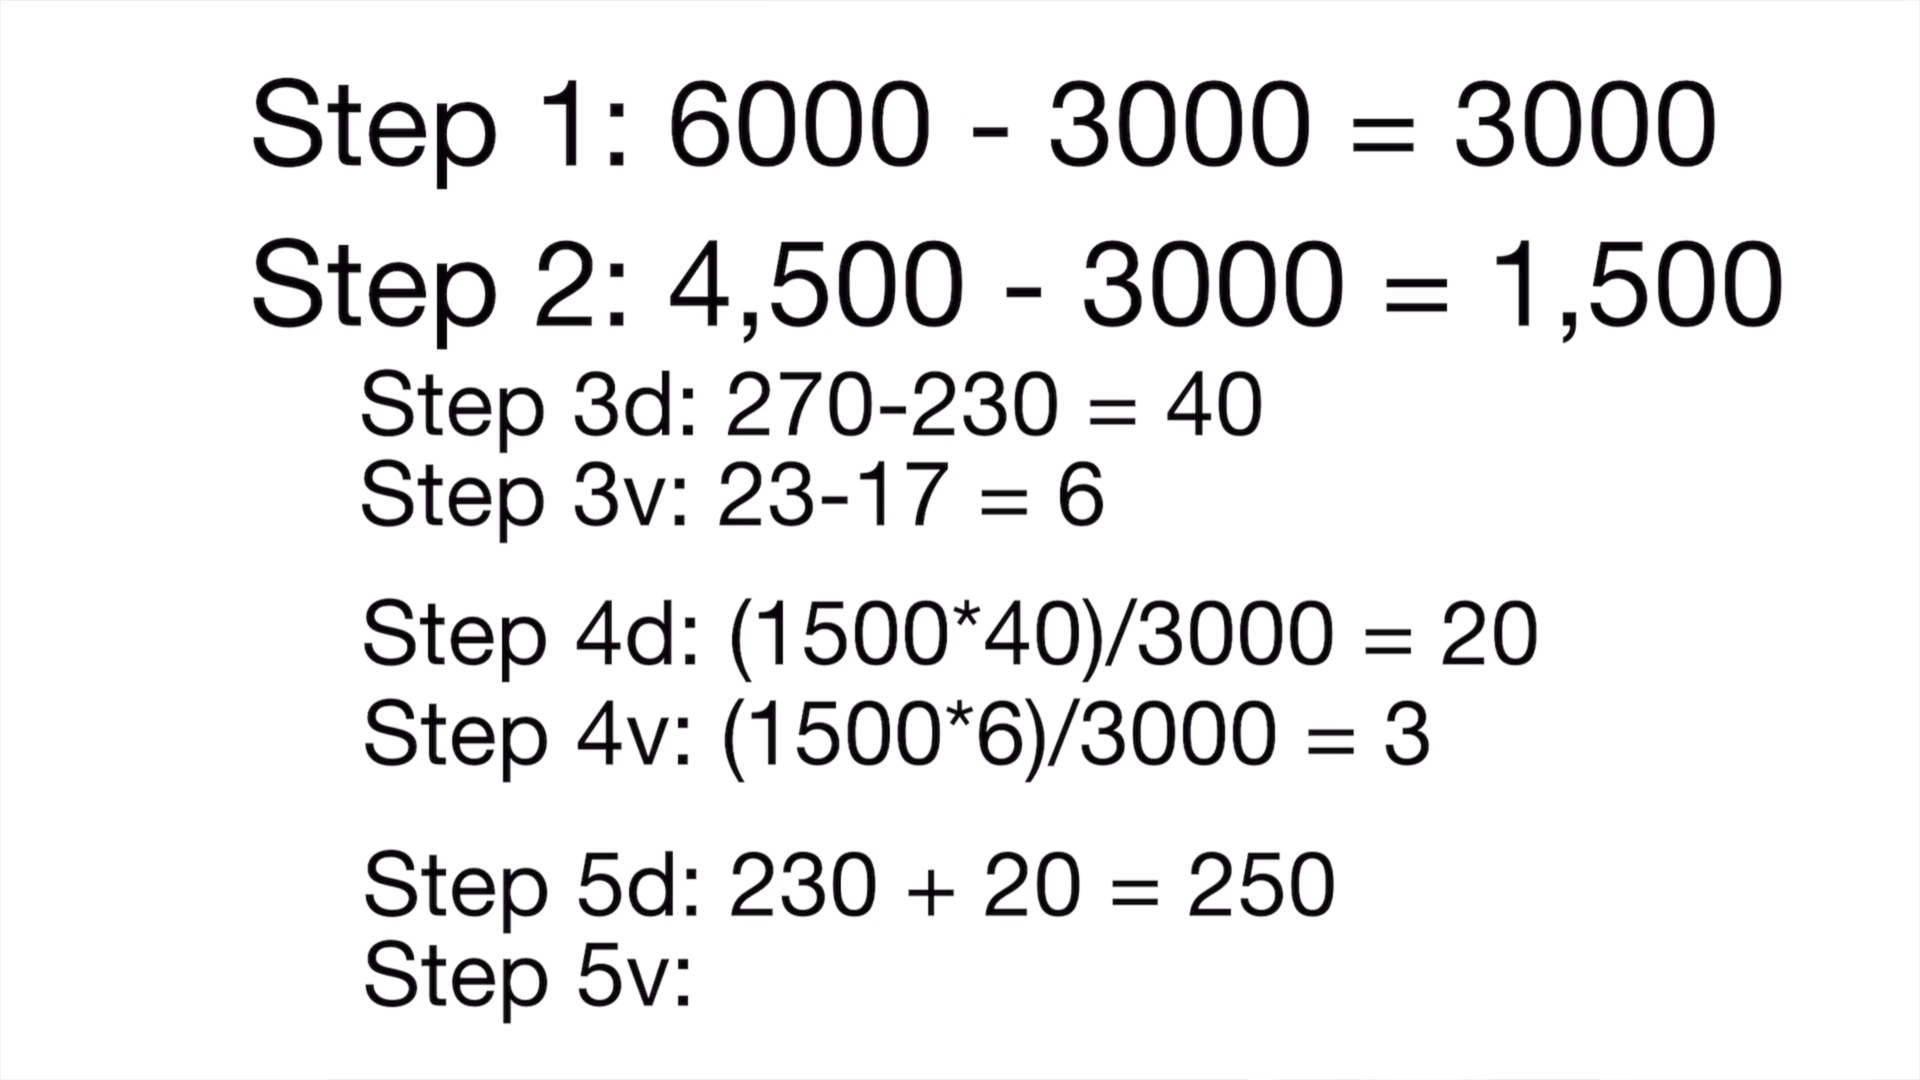 Step 1: 6000 - 3000 = 3000
Step 2: 4,500 - 3000 = 1,500
Step 3d: 270-230 = 40
Step 3v: 23-17 = 6
Step 4d: (1500*40)/3000 = 20
Step 4v: (1500*6)/3000 = 3
Step 5d: 230 + 20 = 250
Step 5v: